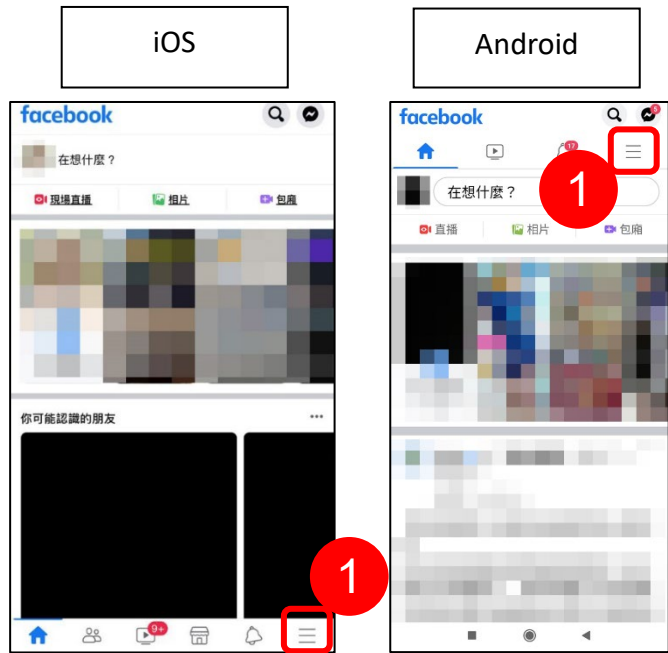 iOS
facebook
在想什麼？
現場直播 相片 包廂
你可能認識的朋友
1
9+
Android
facebook
5
17
1
在想什麼？
直播 相片 包廂